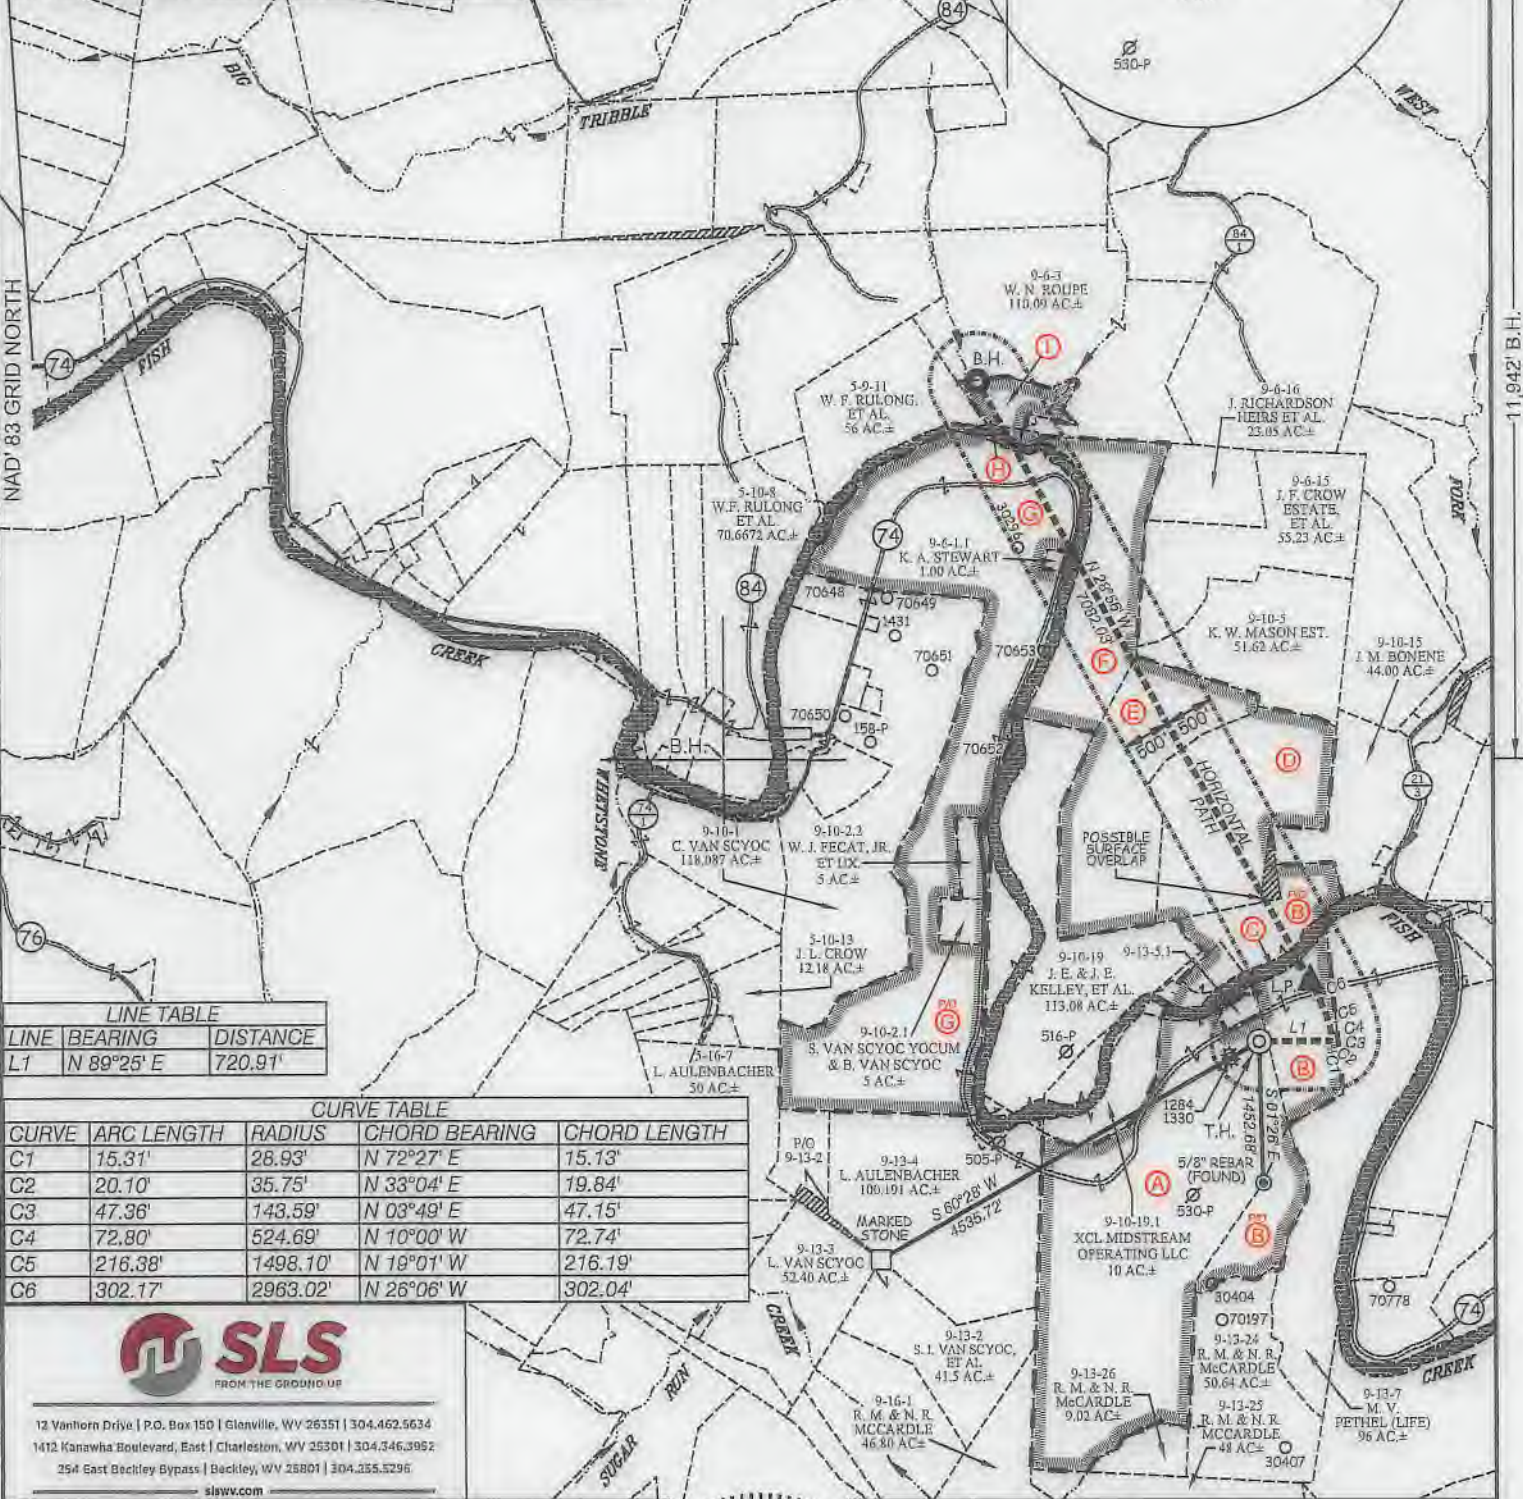 84
530-P
BIG
TRIBBLE
WEST
84
1
NAD'83 GRID NORTH
11,942' B.H.
74
FISH
9-6-3
W. N. ROUPE
110.09 AC.±
I
B.H.
5-9-11
W. F. RULONG,
ET AL.
56 AC.±
9-6-16
J. RICHARDSON
HEIRS ET AL.
23.05 AC.±
H
9-6-15
J. F. CROW
ESTATE,
ET AL.
55.23 AC.±
FORK
5-10-8
W.F. RULONG
ET AL
70.6672 AC.±
G
30296
74
9-6-1.1
K. A. STEWART
1.00 AC.±
84
70648
70649
1431
N 28°56' W
7082.03'
9-10-5
K. W. MASON EST.
51.62 AC.±
9-10-15
J. M. BONENE
44.00 AC.±
CREEK
70651
70653
F
70650
158-P
E
500' 500'
70652
B.H.
D
HORIZONTAL
PATH
WHETSTONE
74
1
21
3
9-10-1
C. VAN SCYOC
118.087 AC.±
9-10-2.2
W. J. FECAT, JR.
ET UX.
5 AC.±
POSSIBLE
SURFACE
OVERLAP
P/O
B
C
FISH
76
5-10-13
J. L. CROW
12.18 AC.±
9-10-19
J. E. & J. E.
KELLEY, ET AL.
113.08 AC.±
9-13-5.1
L.P.
C6
C5
C4
C3
C2
C1
L1
P/O
G
9-10-2.1
S. VAN SCYOC YOCUM
& B. VAN SCYOC
5 AC.±
516-P
B
5-16-7
L. AULENBACHER
50 AC.±
1284
1330
T.H.
S 01°26' E
1452.68'
LINE TABLE
LINE BEARING DISTANCE
L1 N 89°25' E 720.91'
CURVE TABLE
CURVE ARC LENGTH RADIUS CHORD BEARING CHORD LENGTH
C1 15.31' 28.93' N 72°27' E 15.13'
C2 20.10' 35.75' N 33°04' E 19.84'
C3 47.36' 143.59' N 03°49' E 47.15'
C4 72.80' 524.69' N 10°00' W 72.74'
C5 216.38' 1498.10' N 19°01' W 216.19'
C6 302.17' 2963.02' N 26°06' W 302.04'
P/O
9-13-2
9-13-4
L. AULENBACHER
100.191 AC.±
505-P
5/8" REBAR
(FOUND)
A
530-P
S 60°28' W
4535.72'
MARKED
STONE
9-10-19.1
XCL MIDSTREAM
OPERATING LLC
10 AC.±
B
9-13-3
L. VAN SCYOC
52.40 AC.±
30404
70197
70778
74
CREEK
CREEK
9-13-2
S. I. VAN SCYOC,
ET AL
41.5 AC.±
9-13-24
R. M. & N. R.
McCARDLE
50.64 AC.±
9-13-26
R. M. & N. R.
McCARDLE
9.02 AC±
9-13-7
M. V.
PETHEL (LIFE)
96 AC.±
9-13-25
R. M. & N. R.
MCCARDLE
48 AC±
30407
9-16-1
R. M. & N. R.
MCCARDLE
46.80 AC.±
RUN
SUGAR
SLS
FROM THE GROUND UP
12 Vanhorn Drive | P.O. Box 150 | Glenville, WV 26351 | 304.462.5634
1412 Kanawha Boulevard, East | Charleston, WV 25301 | 304.346.3952
254 East Beckley Bypass | Beckley, WV 25801 | 304.255.5296
slswv.com